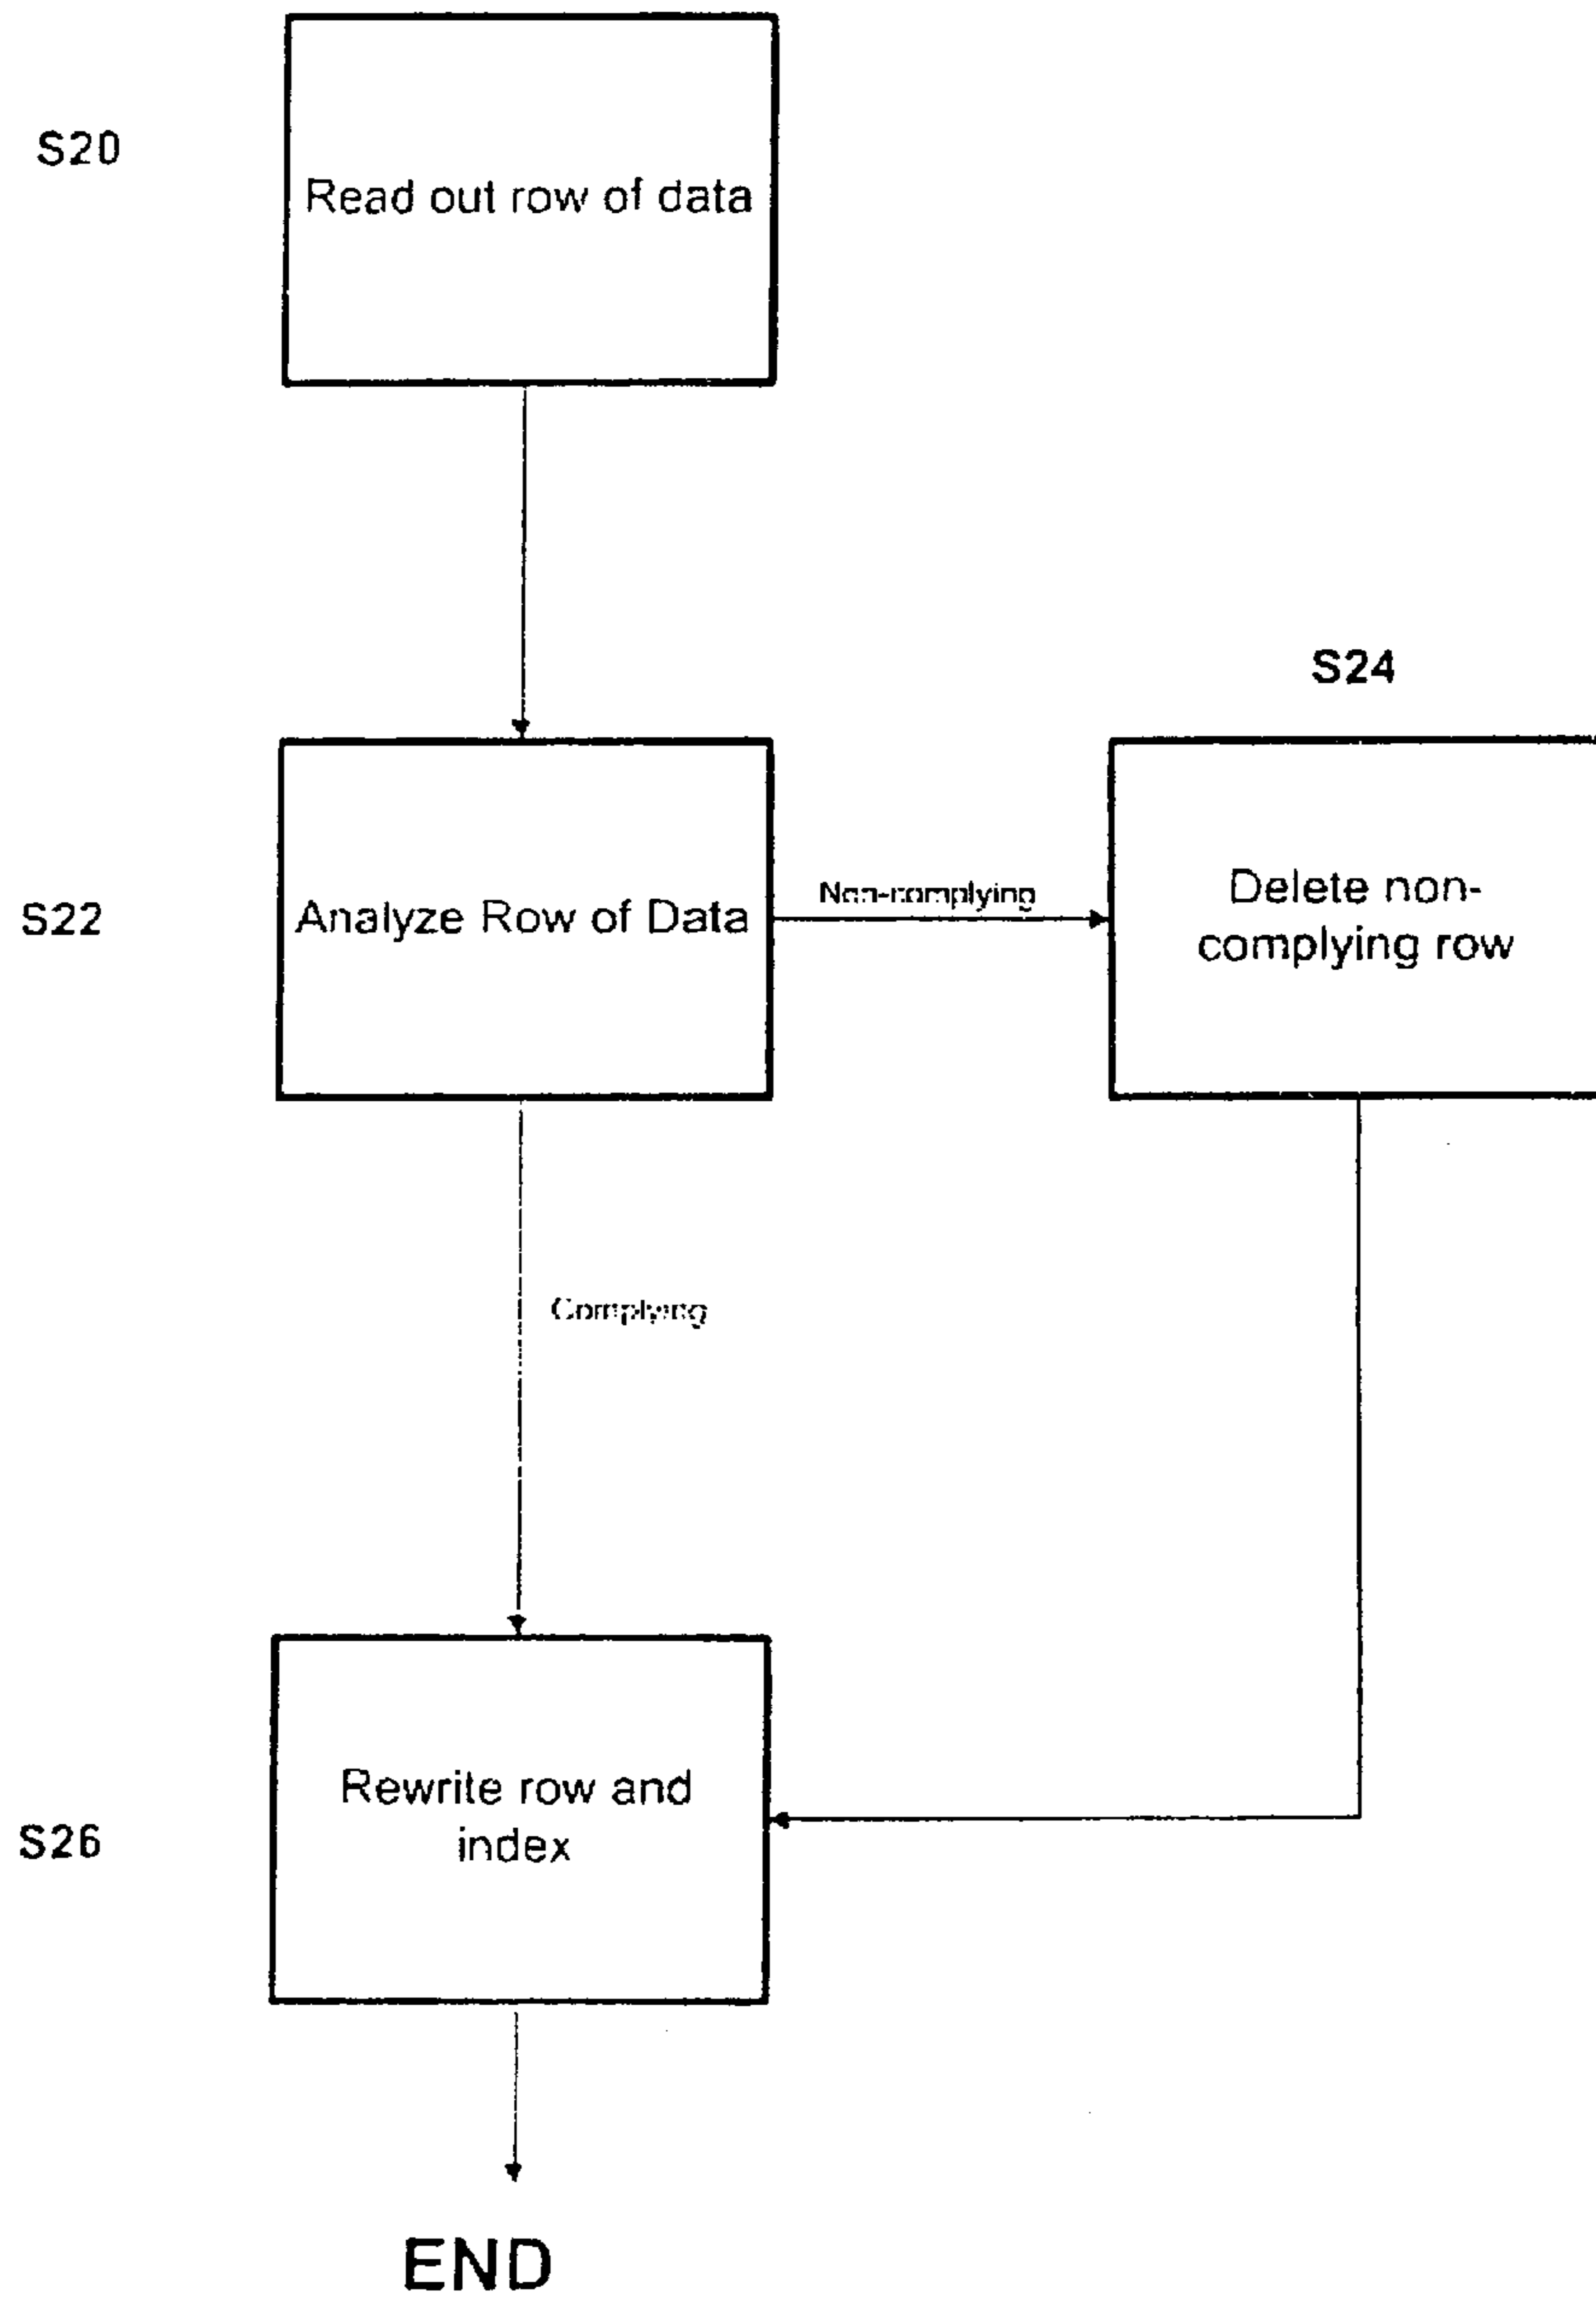 S20
Read out row of data
S24
S22
Analyze Row of Data
Non-complying
Delete non-
complying row
Complying
Rewrite row and
index
S26
END